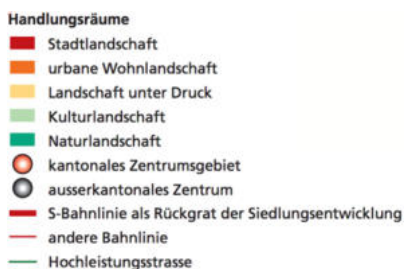 Handlungsräume
Stadtlandschaft
urbane Wohnlandschaft
Landschaft unter Druck
Kulturlandschaft
Naturlandschaft
kantonales Zentrumsgebiet
ausserkantonales Zentrum
S-Bahnlinie als Rückgrat der Siedlungsentwicklung
andere Bahnlinie
Hochleistungsstrasse